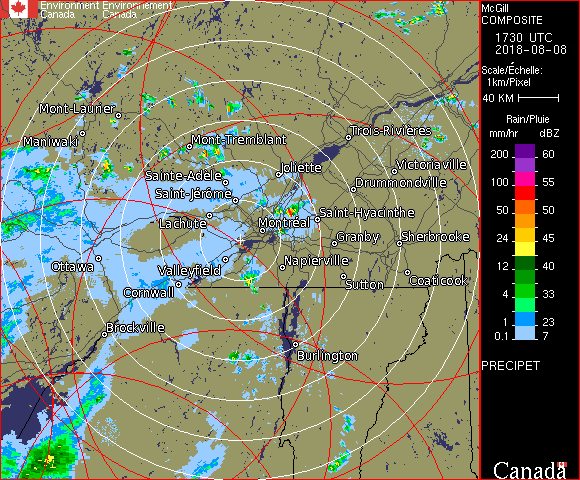 Environment Environnement
Canada Canada
McGill
COMPOSITE
1730 UTC
2018-08-08
Scale/Échelle:
1km/Pixel
40 KM
Rain/Pluie
mm/hr dBZ
200 60
100 55
50 50
24 45
12 40
4 33
1 23
0.1 7
PRECIPET
Canada
Mont-Laurier
Maniwaki
Mont-Tremblant
Trois-Rivières
Joliette
Victoriaville
Sainte-Adèle
Drummondville
Saint-Jérôme
Saint-Hyacinthe
Lachute
Montréal
Granby
Sherbrooke
Ottawa
Valleyfield
Napierville
Cornwall
Sutton
Coaticook
Brockville
Burlington